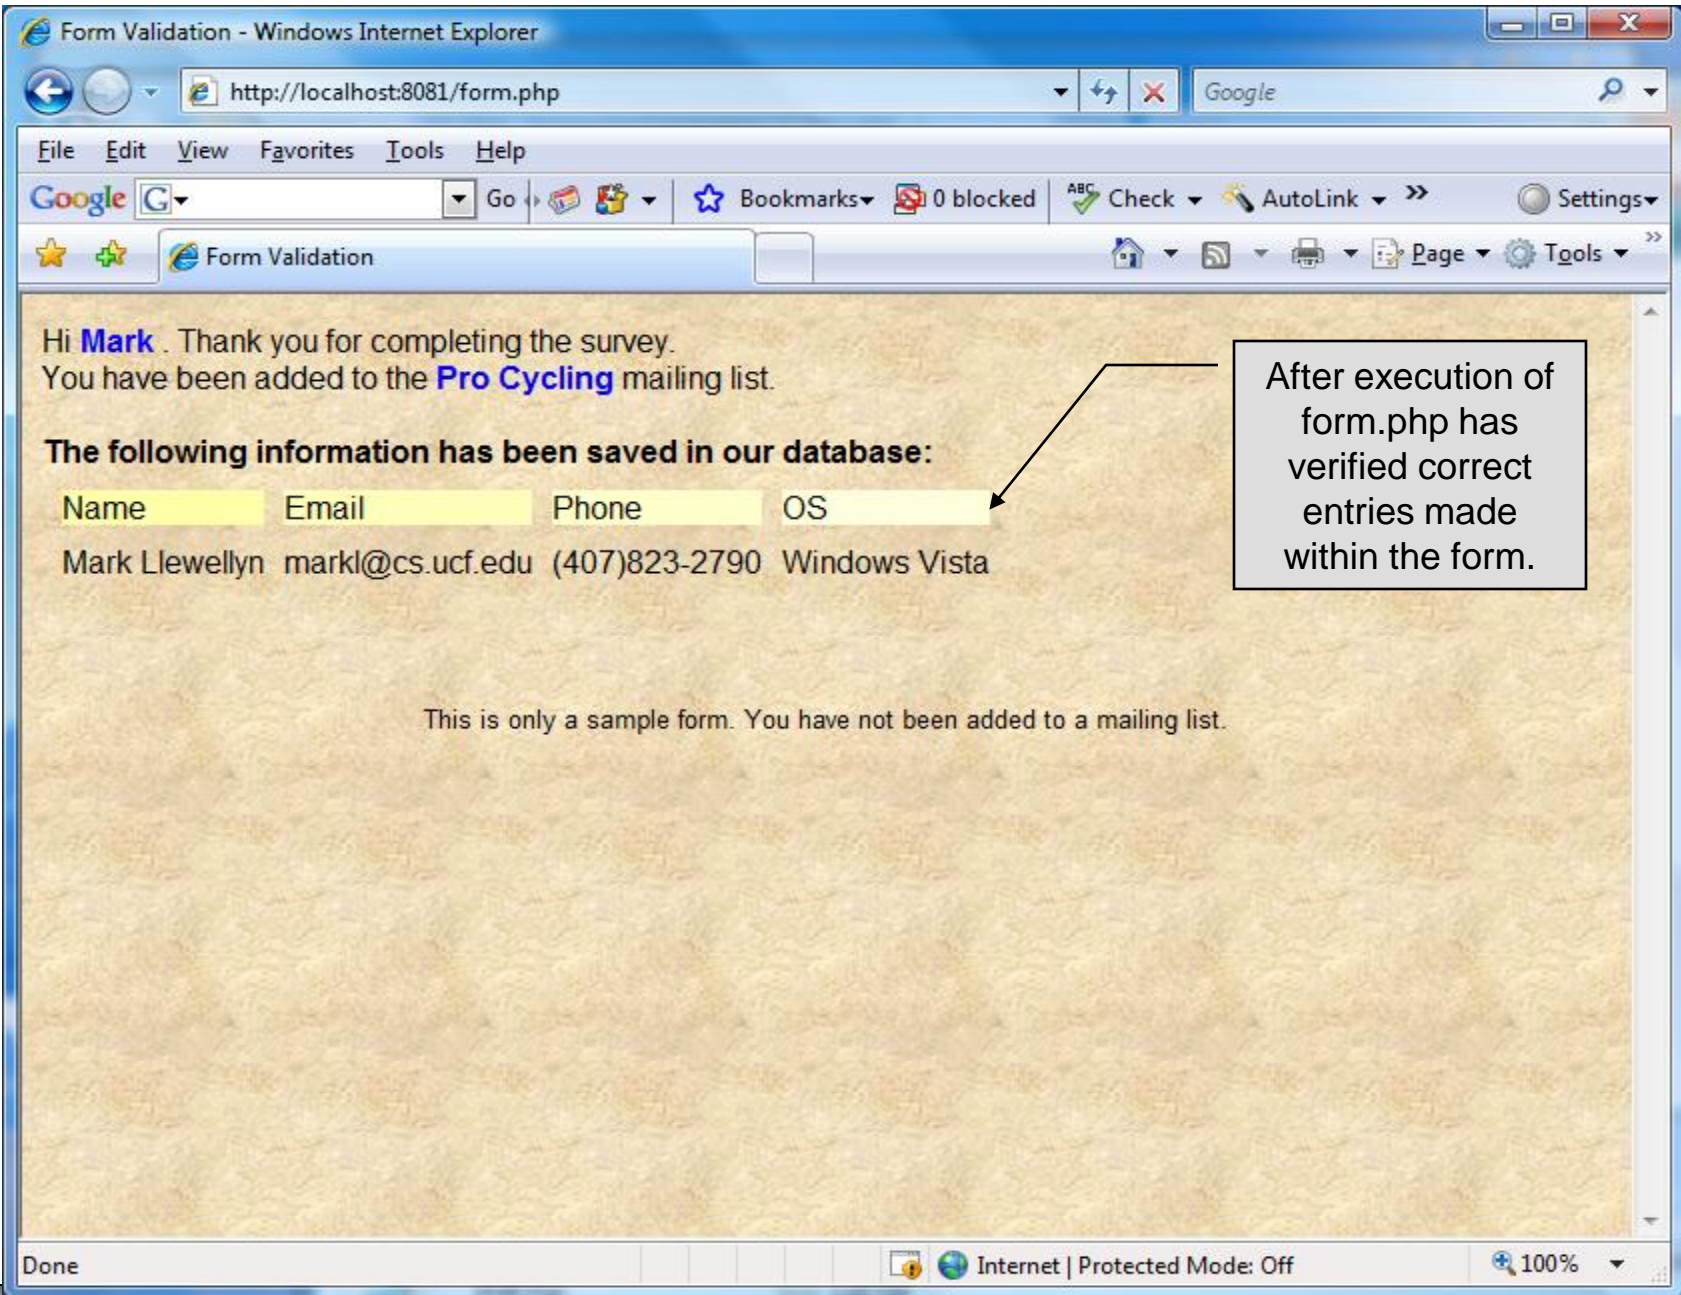 Form Validation - Windows Internet Explorer
http://localhost:8081/form.php
Google
File Edit View Favorites Tools Help
Google G Go Bookmarks 0 blocked ABC Check AutoLink » Settings
Form Validation Page Tools »
Hi Mark . Thank you for completing the survey.
You have been added to the Pro Cycling mailing list.
The following information has been saved in our database:
Name Email Phone OS
Mark Llewellyn markl@cs.ucf.edu (407)823-2790 Windows Vista
After execution of
form.php has
verified correct
entries made
within the form.
This is only a sample form. You have not been added to a mailing list.
Done Internet | Protected Mode: Off 100%